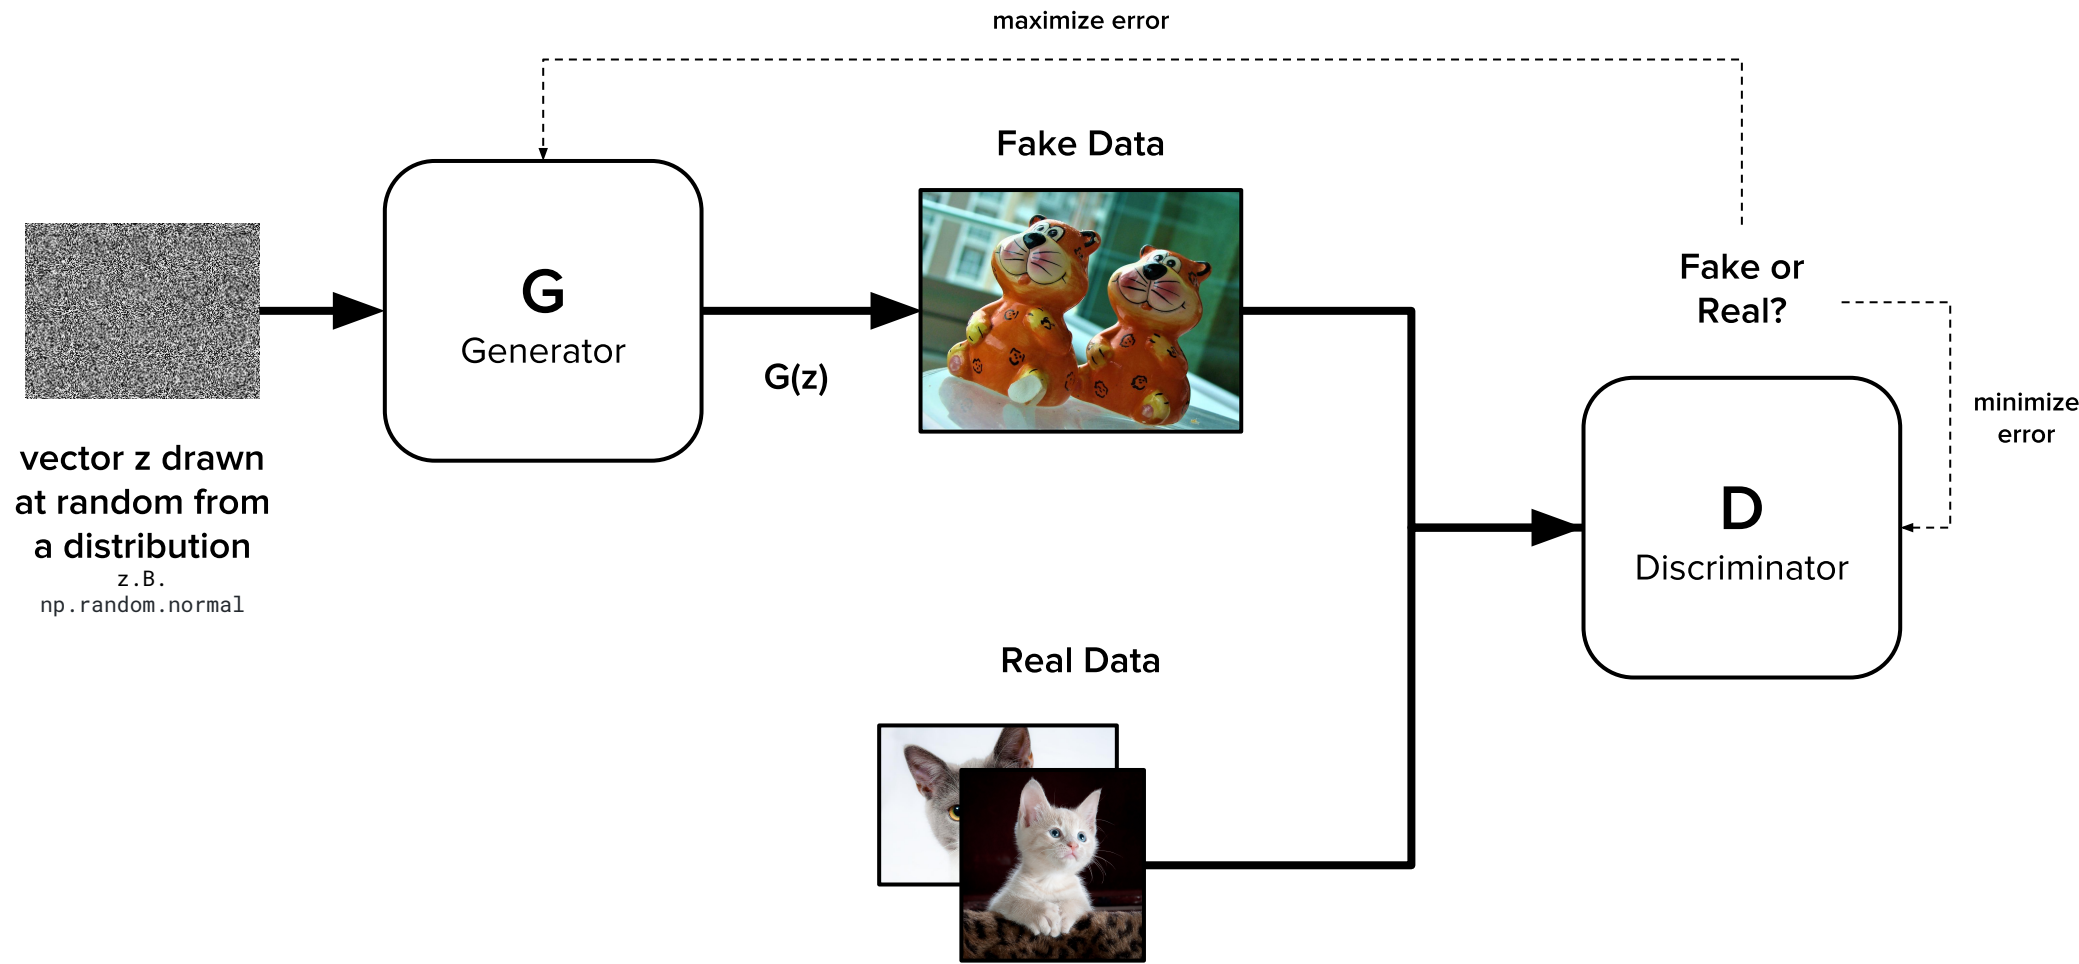 maximize error
Fake Data
Fake or
Real?
G
Generator
G(z)
minimize
error
vector z drawn
at random from
a distribution
z.B.
np.random.normal
D
Discriminator
Real Data